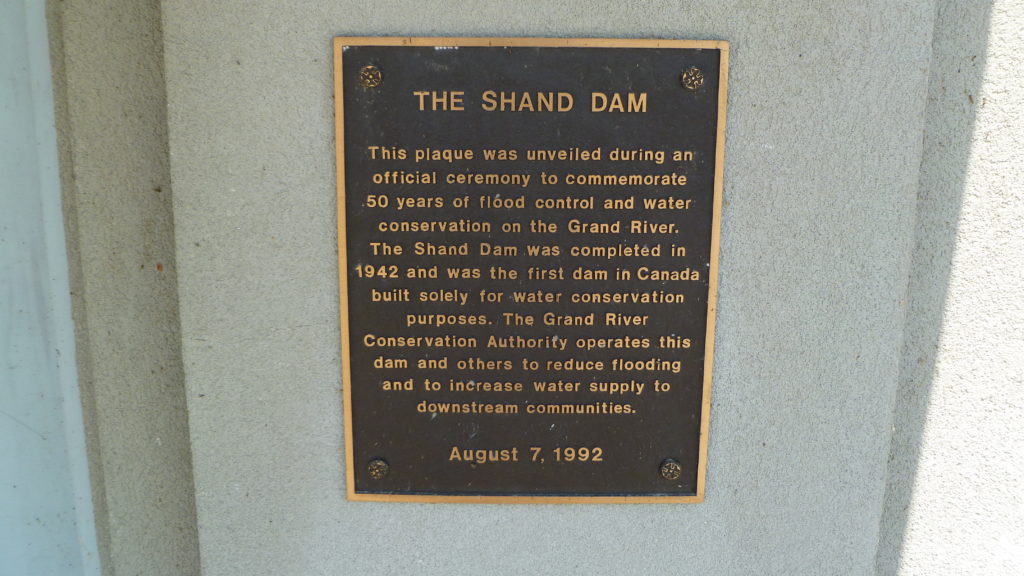 THE SHAND DAM
This plaque was unveiled during an
official ceremony to commemorate
50 years of flood control and water
conservation on the Grand River.
The Shand Dam was completed in
1942 and was the first dam in Canada
built solely for water conservation
purposes. The Grand River
Conservation Authority operates this
dam and others to reduce flooding
and to increase water supply to
downstream communities.
August 7, 1992